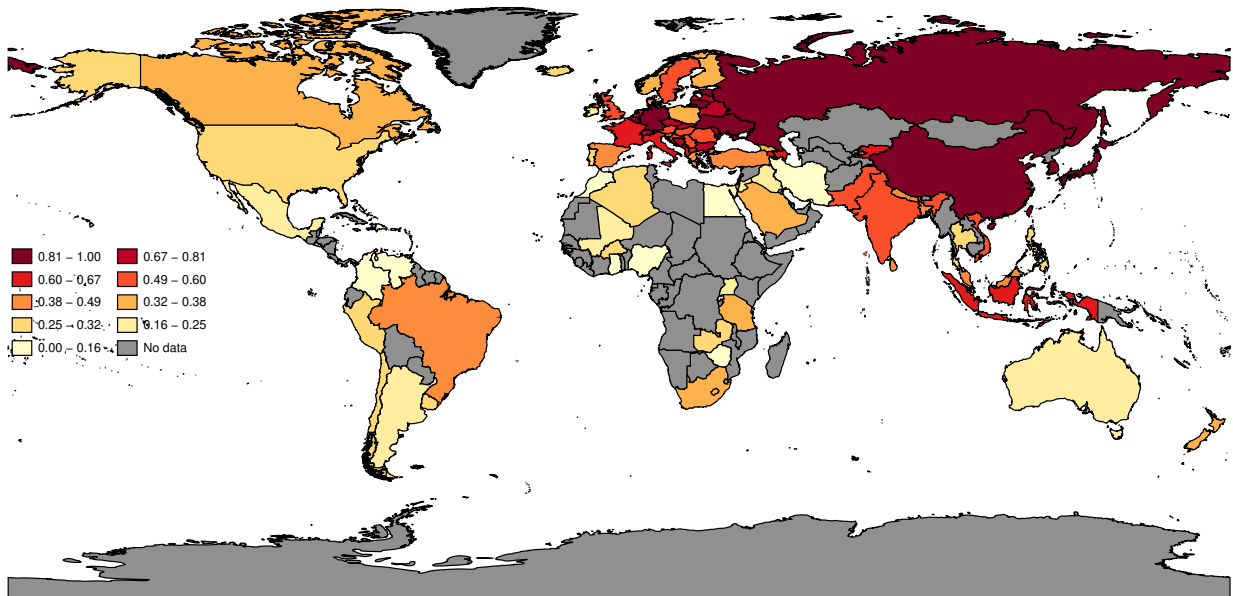 0.81 – 1.00 0.67 – 0.81
0.60 – 0.67 0.49 – 0.60
0.38 – 0.49 0.32 – 0.38
0.25 – 0.32 0.16 – 0.25
0.00 – 0.16 No data